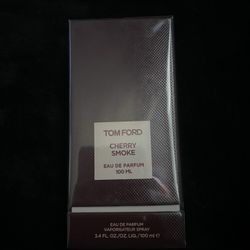 TOM FORD
CHERRY
SMOKE
EAU DE PARFUM
100 ML
EAU DE PARFUM
VAPORISATEUR SPRAY
3.4 FL. OZ./OZ. LIQ./100 ml ℮